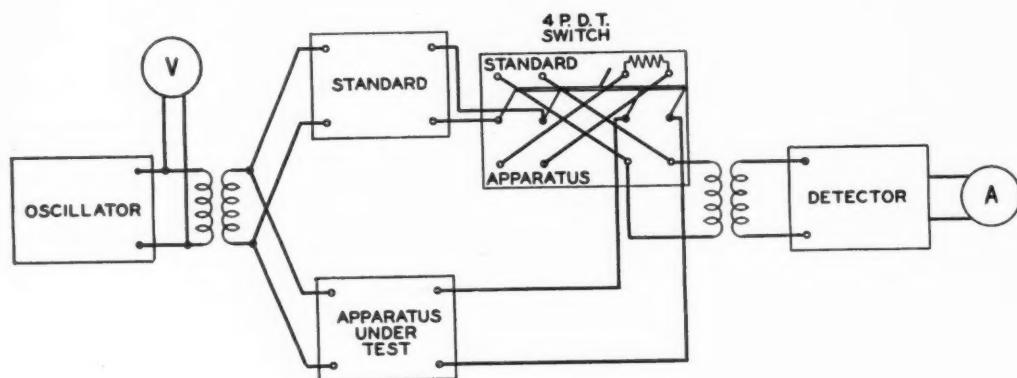 4 P. D. T.
SWITCH
V
STANDARD
STANDARD
APPARATUS
OSCILLATOR
DETECTOR
A
APPARATUS
UNDER
TEST